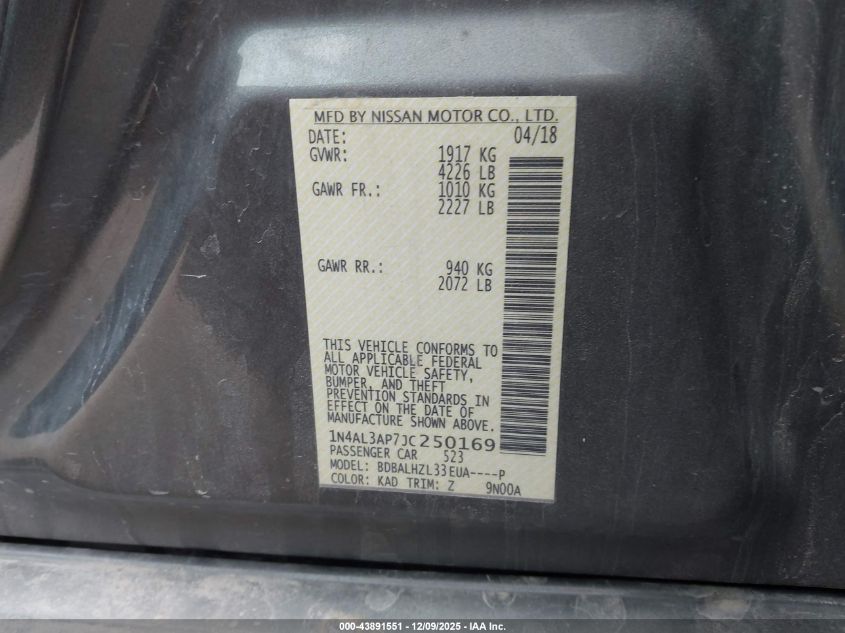 MFD BY NISSAN MOTOR CO., LTD.
DATE: 04/18
GVWR: 1917 KG
4226 LB
GAWR FR.: 1010 KG
2227 LB
GAWR RR.: 940 KG
2072 LB
THIS VEHICLE CONFORMS TO
ALL APPLICABLE FEDERAL
MOTOR VEHICLE SAFETY,
BUMPER, AND THEFT
PREVENTION STANDARDS IN
EFFECT ON THE DATE OF
MANUFACTURE SHOWN ABOVE.
1N4AL3AP7JC250169
PASSENGER CAR 523
MODEL: BDBALHZL33EUA----P
COLOR: KAD TRIM: Z 9N00A
000-43891551 | 12/09/2025 - IAA Inc.